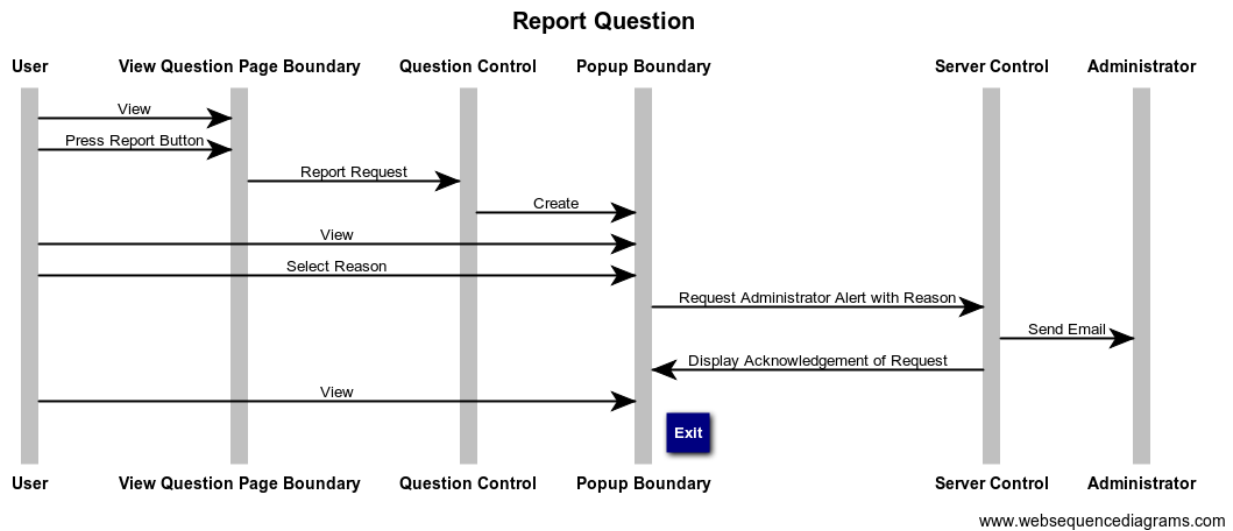 Report Question
User View Question Page Boundary Question Control Popup Boundary Server Control Administrator
View
Press Report Button
Report Request
Create
View
Select Reason
Request Administrator Alert with Reason
Send Email
Display Acknowledgement of Request
View
Exit
User View Question Page Boundary Question Control Popup Boundary Server Control Administrator
www.websequencediagrams.com